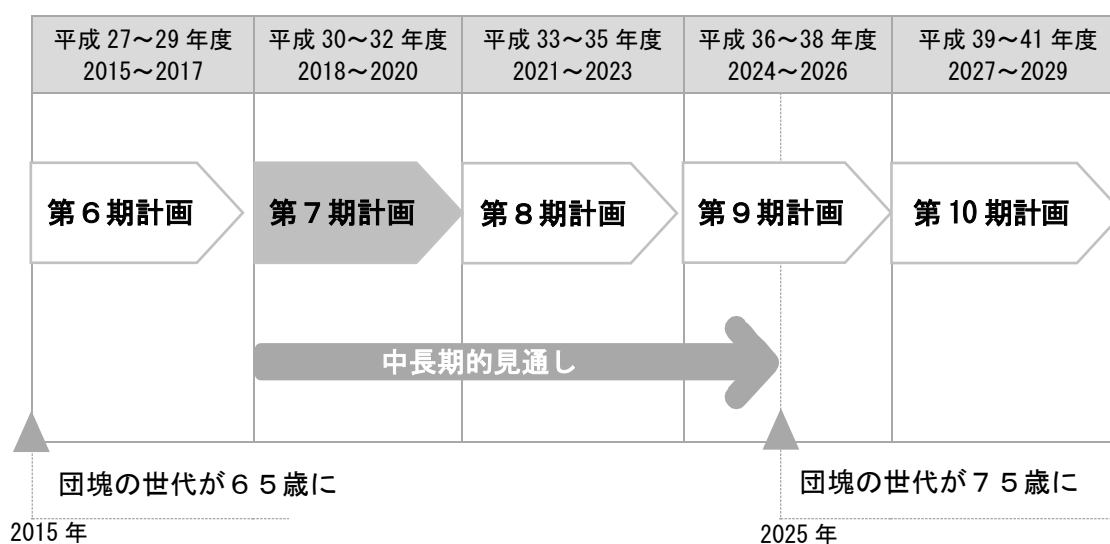 平成 27～29 年度
2015～2017
平成 30～32 年度
2018～2020
平成 33～35 年度
2021～2023
平成 36～38 年度
2024～2026
平成 39～41 年度
2027～2029
第６期計画
第７期計画
第８期計画
第９期計画
第 10 期計画
中長期的見通し
団塊の世代が６５歳に
団塊の世代が７５歳に
2015 年
2025 年